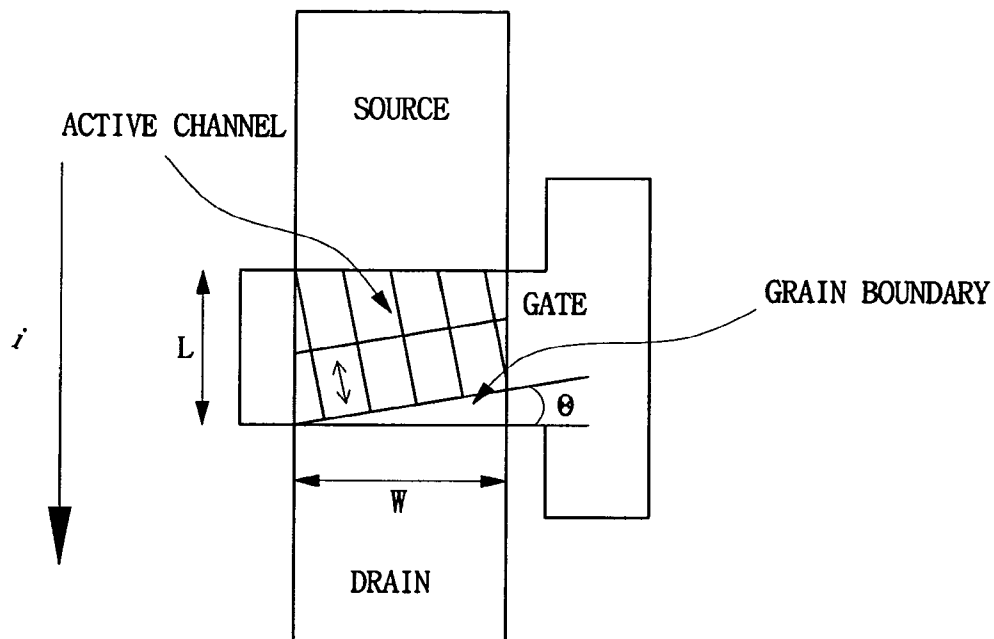 SOURCE
ACTIVE CHANNEL
GATE
GRAIN BOUNDARY
i
L
Θ
W
DRAIN